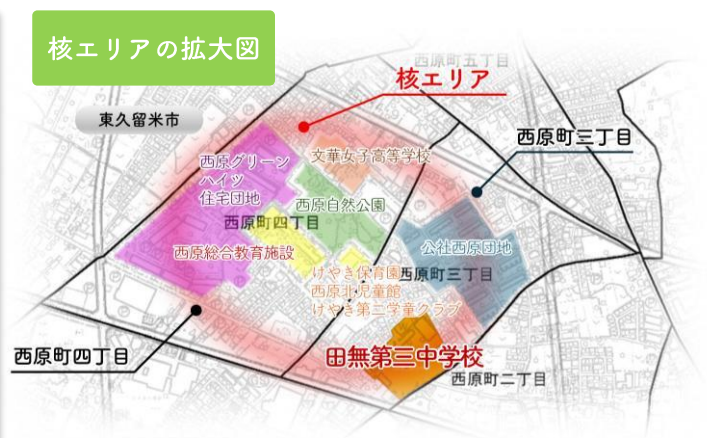 核エリアの拡大図
西原町五丁目
核エリア
東久留米市
西原町三丁目
文華女子高等学校
西原グリーン
ハイツ
住宅団地
西原自然公園
西原町四丁目
公社西原団地
西原総合教育施設
けやき保育園
西原町三丁目
西原北児童館
けやき第二学童クラブ
西原町四丁目
田無第三中学校
西原町二丁目